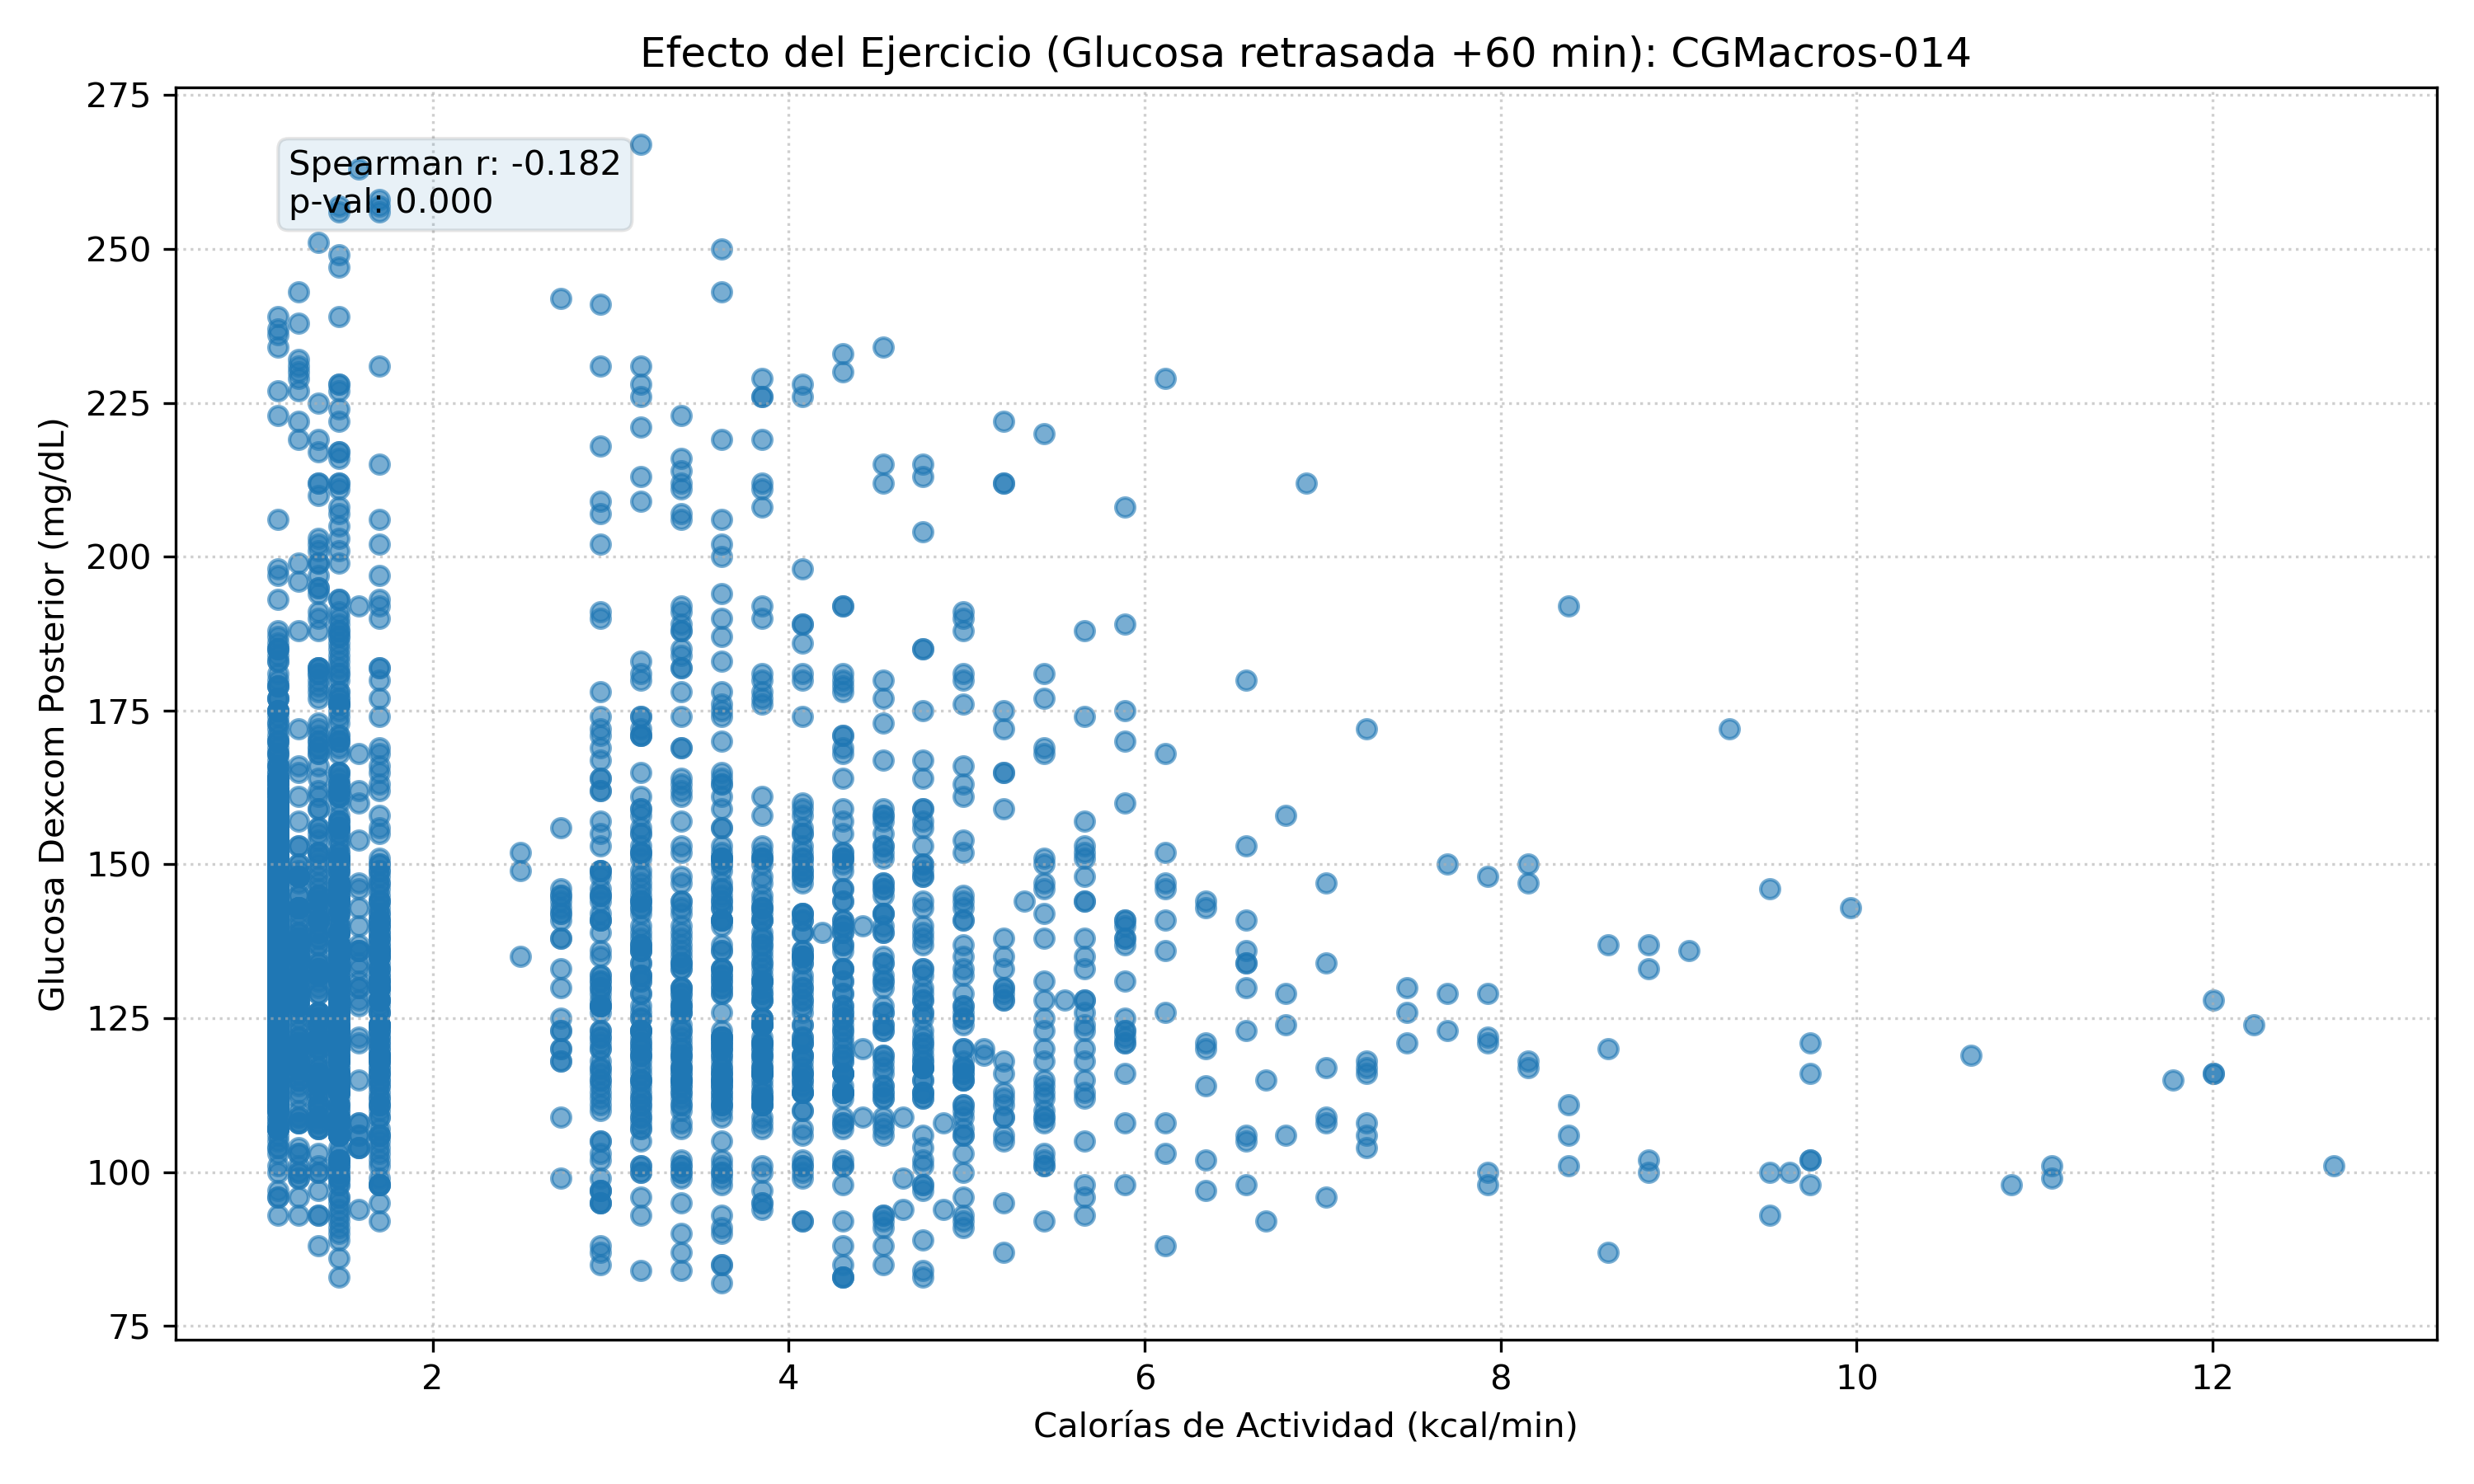 Efecto del Ejercicio (Glucosa retrasada +60 min): CGMacros-014
Spearman r: -0.182
p-val: 0.000
Glucosa Dexcom Posterior (mg/dL)
275
250
225
200
175
150
125
100
75
2 4 6 8 10 12
Calorías de Actividad (kcal/min)